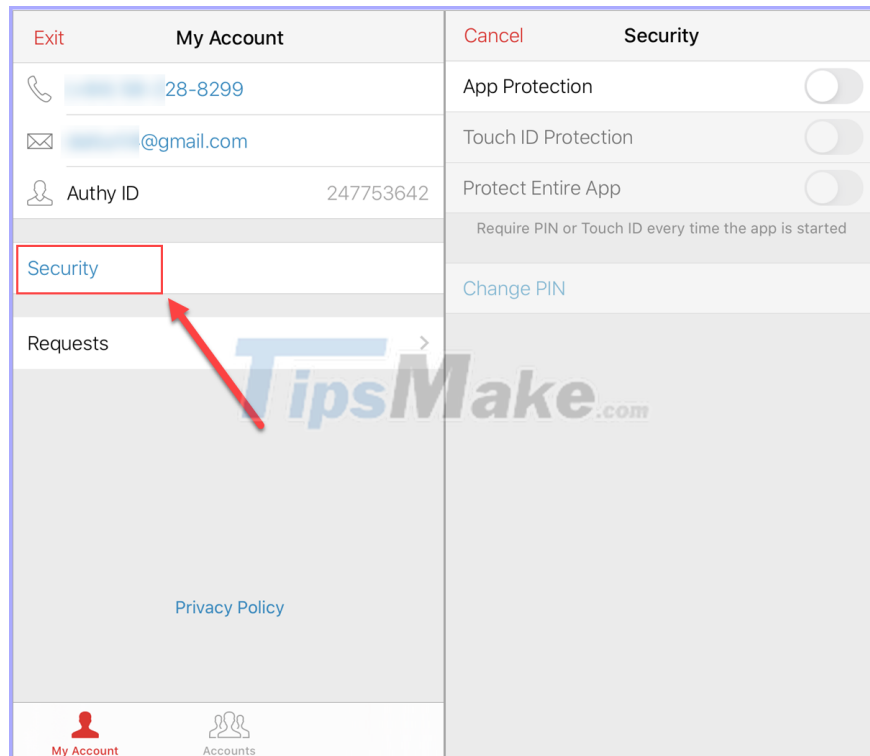 Exit
My Account
28-8299
@gmail.com
Authy ID
247753642
Security
Requests
Privacy Policy
My Account
Accounts
Cancel
Security
App Protection
Touch ID Protection
Protect Entire App
Require PIN or Touch ID every time the app is started
Change PIN
TipsMake.com